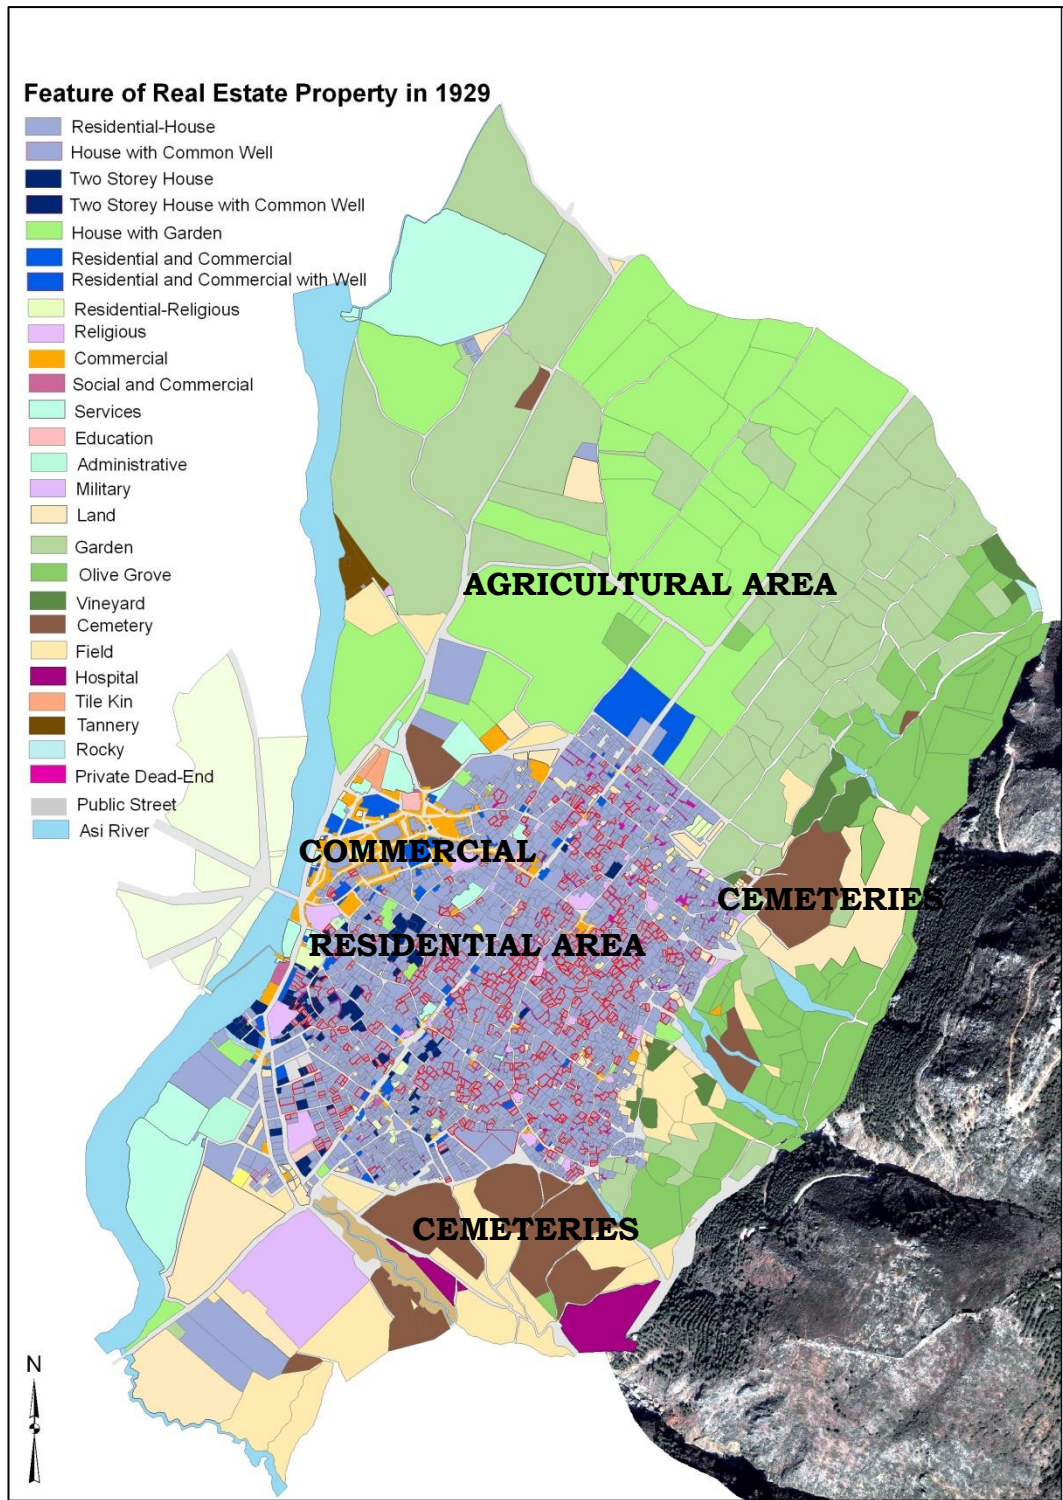 Feature of Real Estate Property in 1929
Residential-House
House with Common Well
Two Storey House
Two Storey House with Common Well
House with Garden
Residential and Commercial
Residential and Commercial with Well
Residential-Religious
Religious
Commercial
Social and Commercial
Services
Education
Administrative
Military
Land
Garden
Olive Grove
Vineyard
Cemetery
Field
Hospital
Tile Kin
Tannery
Rocky
Private Dead-End
Public Street
Asi River
AGRICULTURAL AREA
COMMERCIAL
CEMETERIES
RESIDENTIAL AREA
CEMETERIES
N